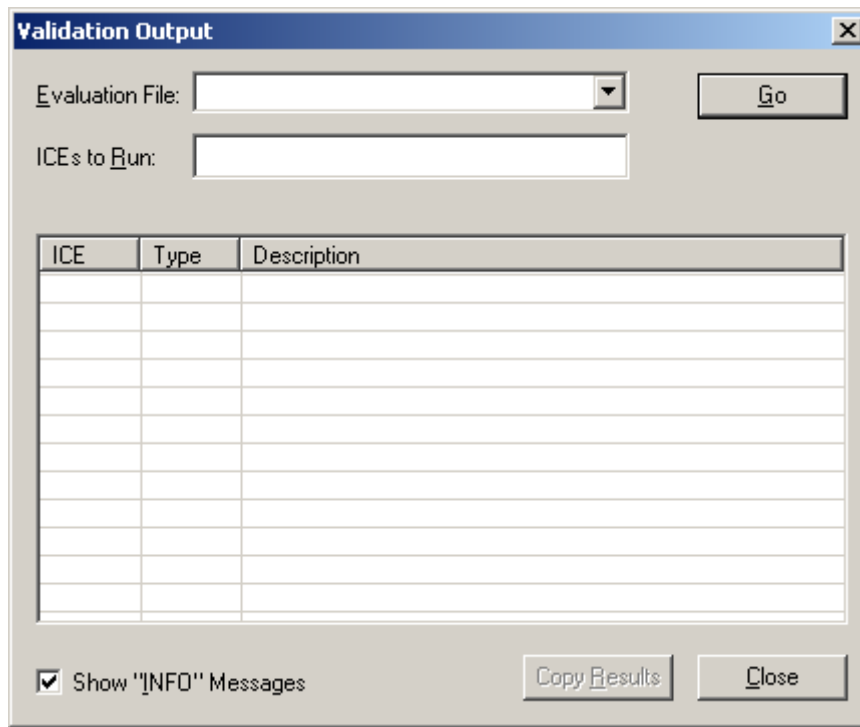 Validation Output
Evaluation File:
Go
ICEs to Run:
ICE Type Description
Show "INFO" Messages
Copy Results
Close